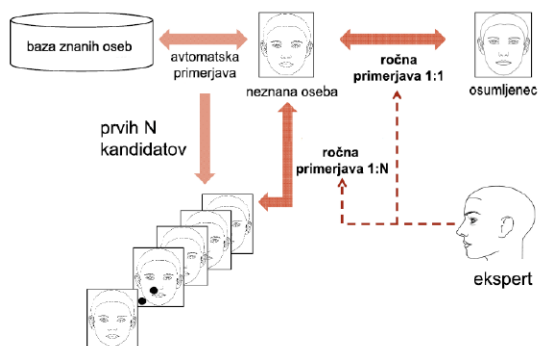 baza znanih oseb
avtomatska
primerjava
neznana oseba
ročna
primerjava 1:1
osumljenec
prvih N
kandidatov
ročna
primerjava 1:N
ekspert